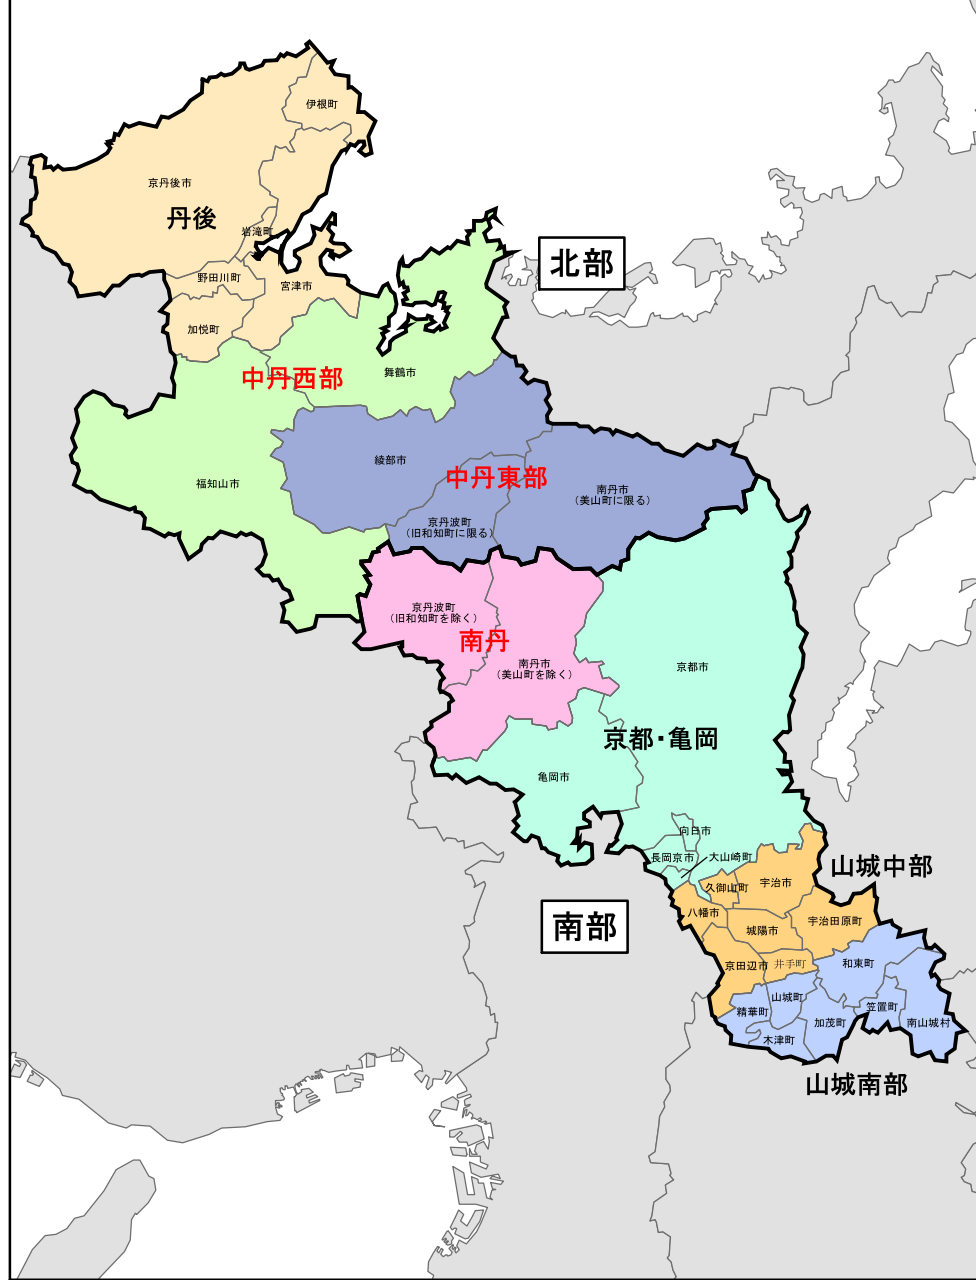 伊根町
京丹後市
丹後
岩滝町
野田川町
宮津市
加悦町
北部
中丹西部
舞鶴市
綾部市
福知山市
中丹東部
南丹市
(美山町に限る)
京丹波町
(旧和知町に限る)
京丹波町
(旧和知町を除く)
南丹
南丹市
(美山町を除く)
京都市
京都・亀岡
亀岡市
向日市
長岡京市
大山崎町
山城中部
久御山町
宇治市
八幡市
南部
城陽市
宇治田原町
京田辺市
井手町
和束町
山城町
精華町
笠置町
加茂町
南山城村
木津町
山城南部